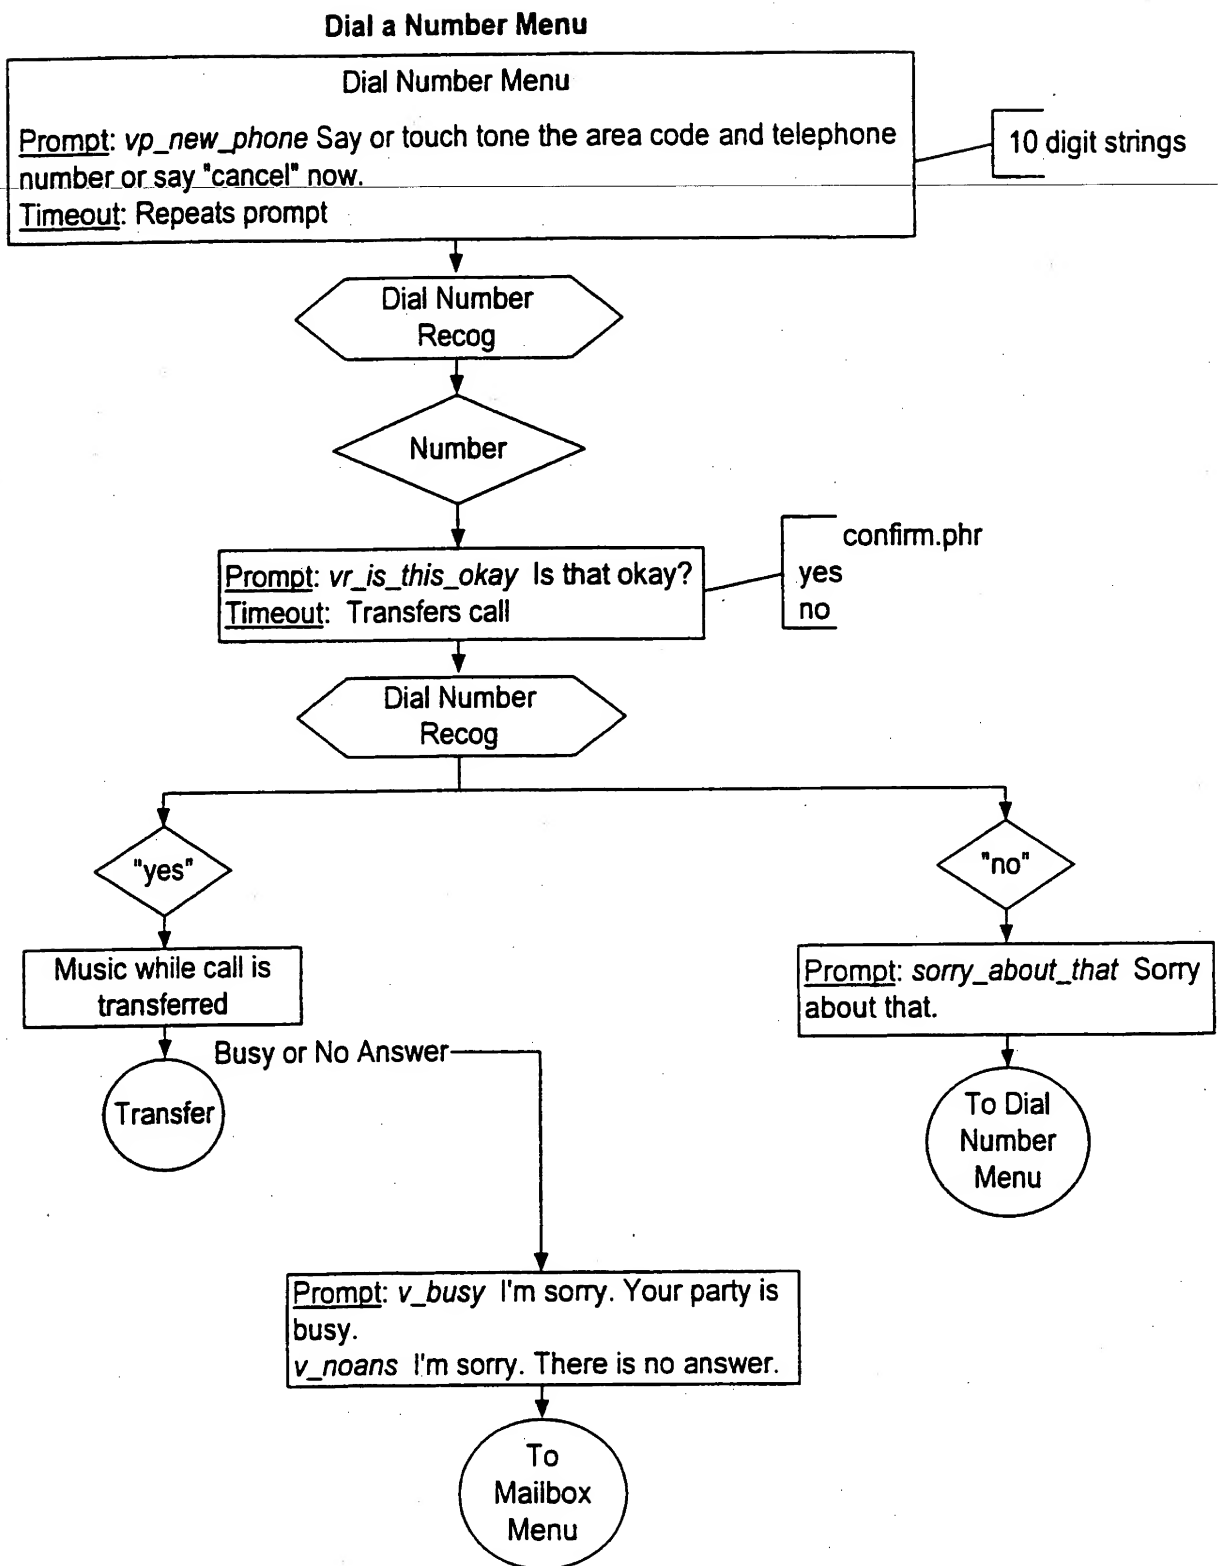 Dial a Number Menu
Dial Number Menu
Prompt: vp_new_phone Say or touch tone the area code and telephone
number or say "cancel" now.
Timeout: Repeats prompt
10 digit strings
Dial Number
Recog
Number
Prompt: vr_is_this_okay Is that okay?
Timeout: Transfers call
confirm.phr
yes
no
Dial Number
Recog
"yes"
"no"
Music while call is
transferred
Prompt: sorry_about_that Sorry
about that.
Busy or No Answer
Transfer
To Dial
Number
Menu
Prompt: v_busy I'm sorry. Your party is
busy.
v_noans I'm sorry. There is no answer.
To
Mailbox
Menu